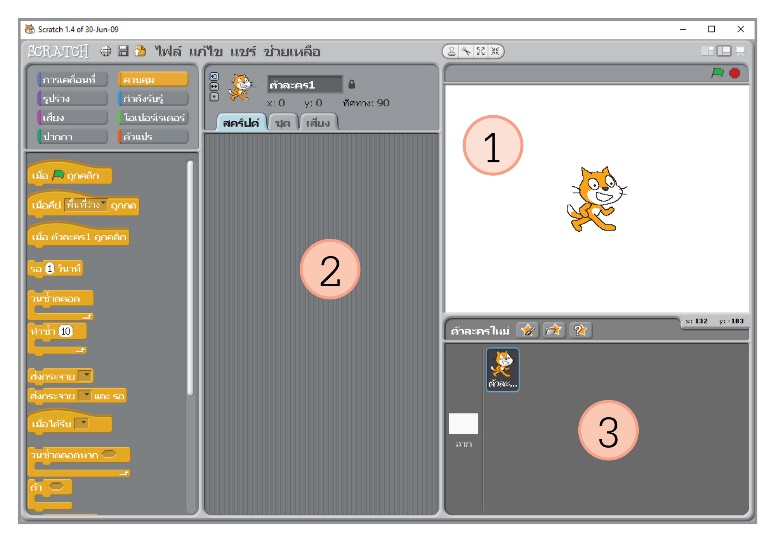 Scratch 1.4 of 30-Jun-09
SCRATCH ไฟล์ แก้ไข แชร์ ช่วยเหลือ
การเคลื่อนที่ ควบคุม
รูปร่าง กำลังรับรู้
เสียง โอเปอร์เรเตอร์
ปากกา ตัวแปร
ตัวละคร1
x: 0 y: 0 ทิศทาง: 90
สคริปต์ ชุด เสียง
เมื่อ ถูกคลิก
เมื่อคีย์ พื้นที่ว่าง ถูกกด
เมื่อ ตัวละคร1 ถูกคลิก
รอ 1 วินาที
วนซ้ำตลอด
ทำซ้ำ 10
ส่งกระจาย
ส่งกระจาย และ รอ
เมื่อได้รับ
วนซ้ำตลอดหาก
ถ้า
2
1
x: 132 y: -183
ตัวละครใหม่
ตัวละ...
ฉาก
3